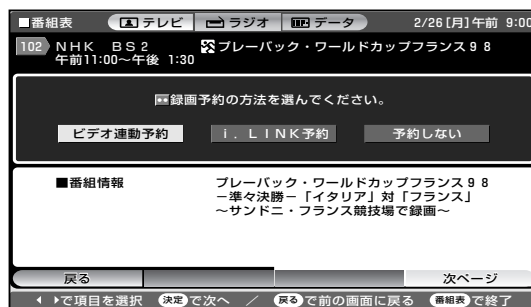 ■番組表 テレビ ラジオ データ 2/26[月]午前 9:00
102 NHK BS2 プレーバック・ワールドカップフランス98
午前11:00~午後 1:30
録画予約の方法を選んでください。
ビデオ連動予約 i.LINK予約 予約しない
■番組情報 プレーバック・ワールドカップフランス98
-準々決勝-「イタリア」対「フランス」
~サンドニ・フランス競技場で録画~
戻る 次ページ
で項目を選択 決定で次へ / 戻るで前の画面に戻る 番組表で終了